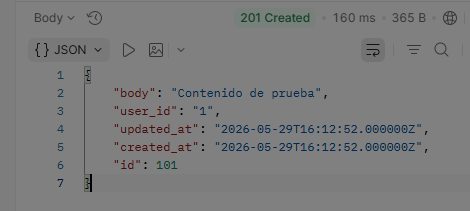 Body 201 Created • 160 ms • 365 B
{} JSON
1 {
2 "body": "Contenido de prueba",
3 "user_id": "1",
4 "updated_at": "2026-05-29T16:12:52.000000Z",
5 "created_at": "2026-05-29T16:12:52.000000Z",
6 "id": 101
7 }